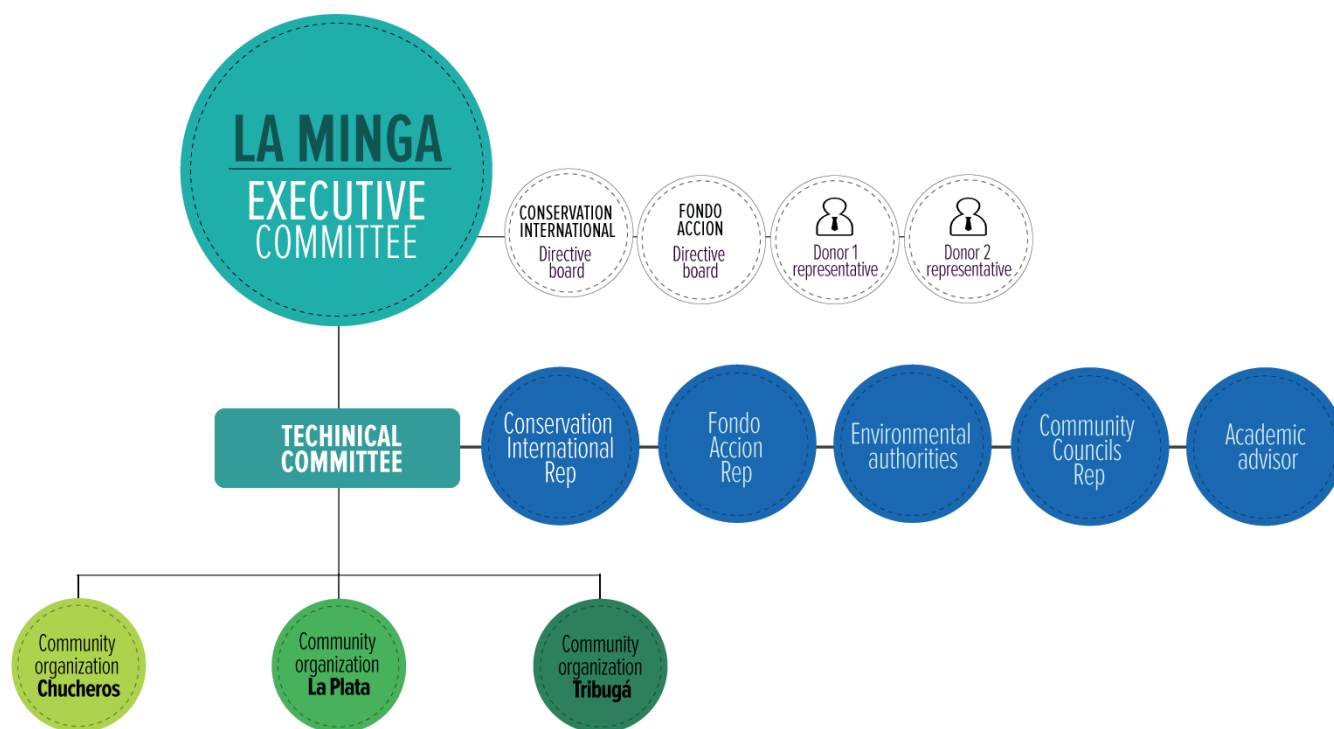 LA MINGA
EXECUTIVE
COMMITTEE
CONSERVATION
INTERNATIONAL
Directive
board
FONDO
ACCION
Directive
board
Donor 1
representative
Donor 2
representative
TECHINICAL
COMMITTEE
Conservation
International
Rep
Fondo
Accion
Rep
Environmental
authorities
Community
Councils
Rep
Academic
advisor
Community
organization
Chucheros
Community
organization
La Plata
Community
organization
Tribugá